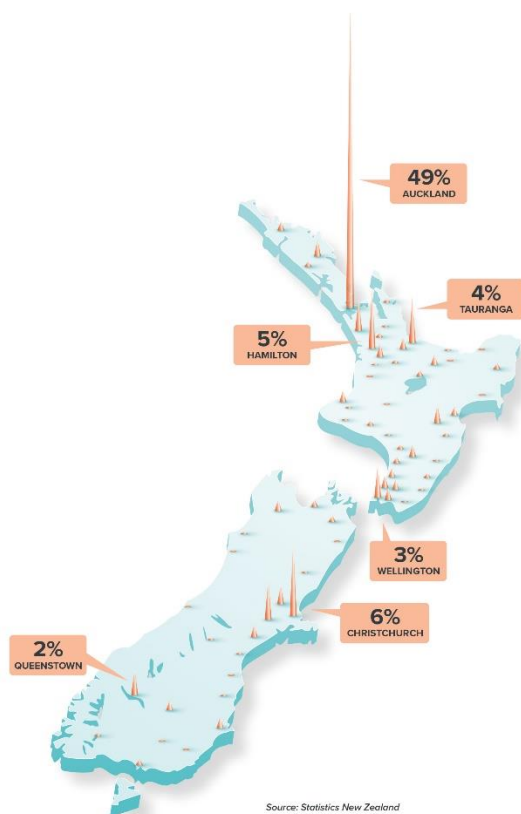 49%
AUCKLAND
4%
TAURANGA
5%
HAMILTON
3%
WELLINGTON
6%
CHRISTCHURCH
2%
QUEENSTOWN
Source: Statistics New Zealand